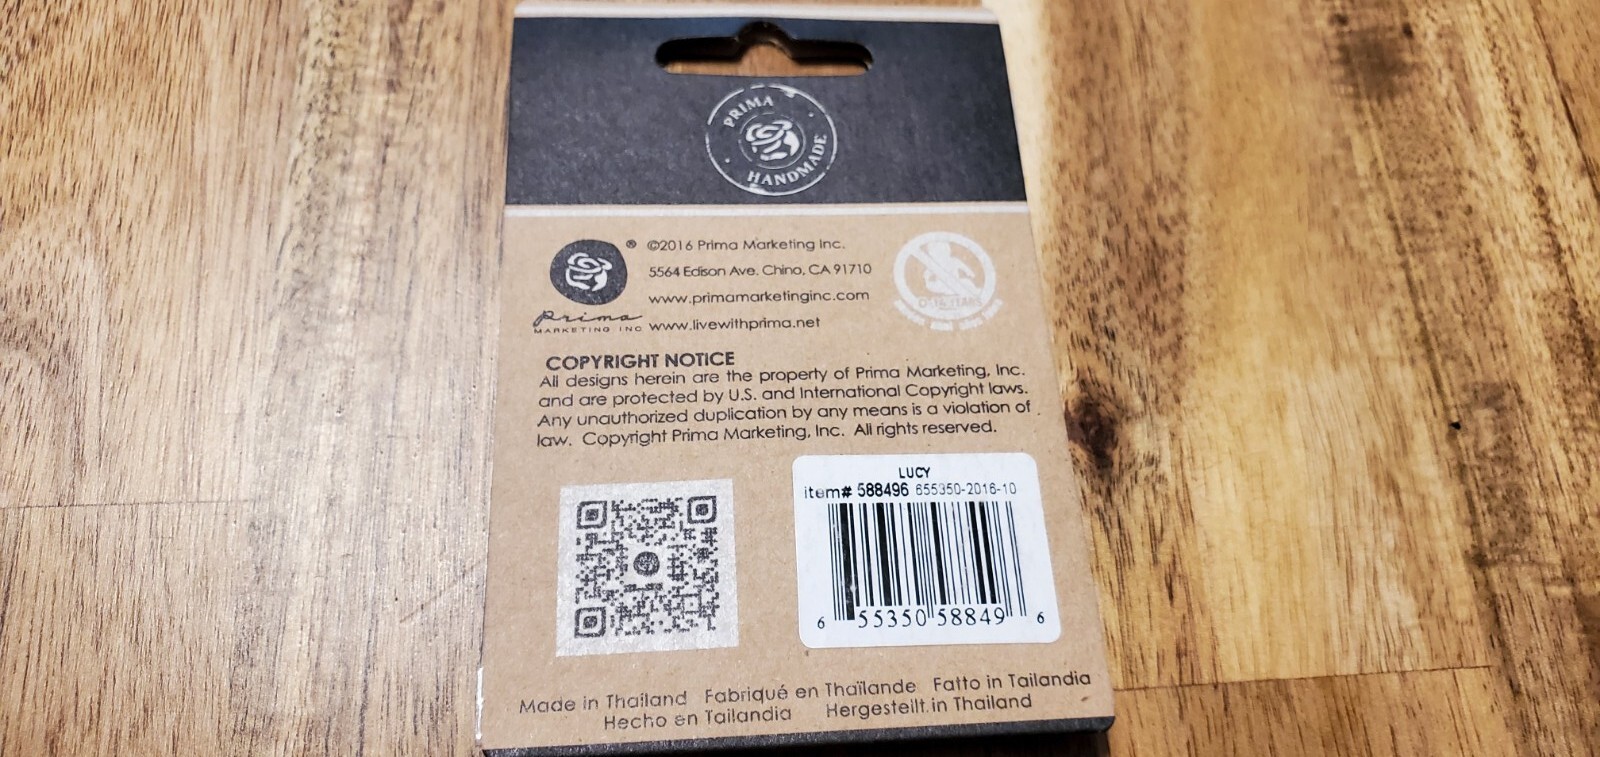 PRIMA
HANDMADE
®
©2016 Prima Marketing Inc.
5564 Edison Ave. Chino, CA 91710
www.primamarketinginc.com
www.livewithprima.net
Prima
MARKETING INC
COPYRIGHT NOTICE
All designs herein are the property of Prima Marketing, Inc.
and are protected by U.S. and International Copyright laws.
Any unauthorized duplication by any means is a violation of
law. Copyright Prima Marketing, Inc. All rights reserved.
LUCY
item# 588496 655350-2016-10
6 55350 58849 6
Made in Thailand Fabriqué en Thaïlande Fatto in Tailandia
Hecho en Tailandia Hergestellt.in Thailand